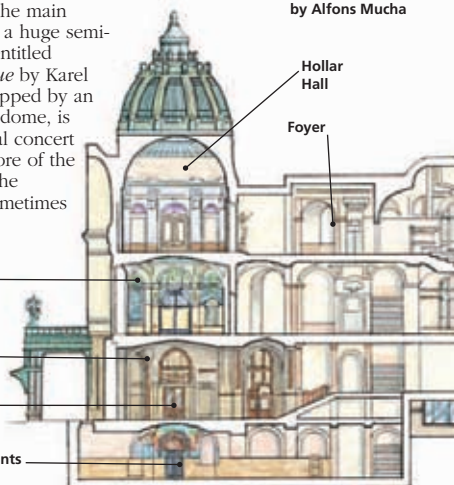 he main
a huge semi-
ntitled
ue by Karel
pped by an
dome, is
al concert
ore of the
he
metimes
by Alfons Mucha
Hollar
Hall
Foyer
nts